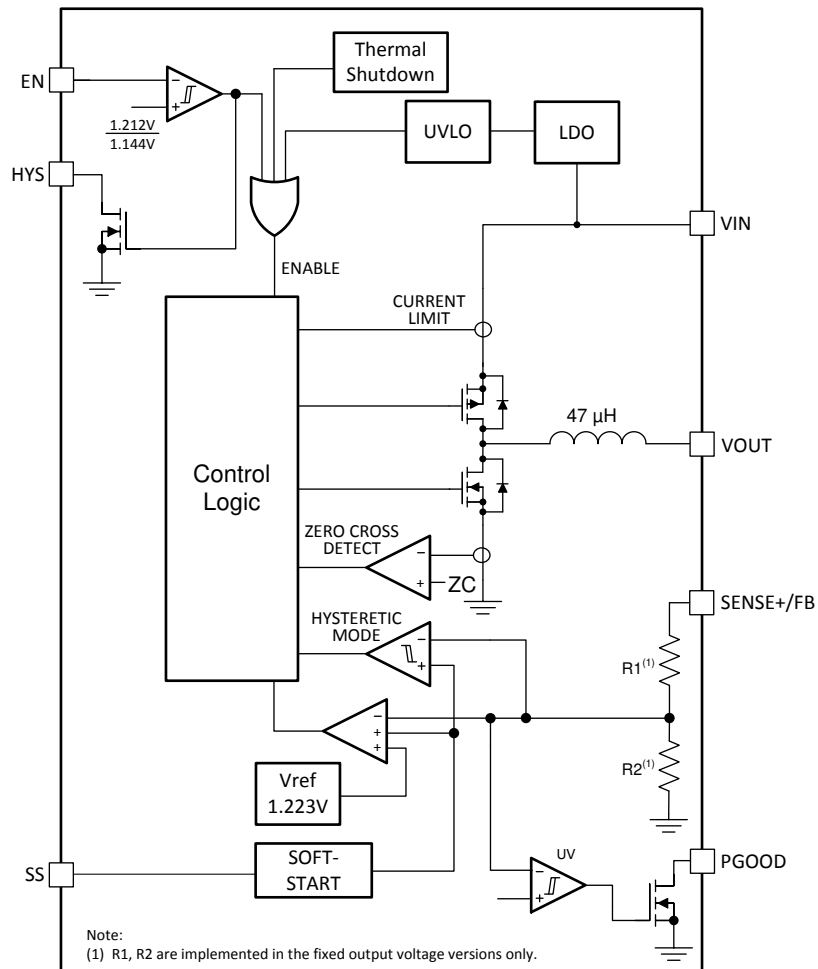 Thermal
Shutdown
EN
−
+
1.212V
1.144V
UVLO
LDO
HYS
VIN
ENABLE
CURRENT
LIMIT
47 µH
VOUT
Control
Logic
ZERO CROSS
DETECT
−
+
ZC
SENSE+/FB
HYSTERETIC
MODE
−
+
R1(1)
−
+
+
R2(1)
Vref
1.223V
SS
SOFT-
START
UV
−
+
PGOOD
Note:
(1) R1, R2 are implemented in the fixed output voltage versions only.